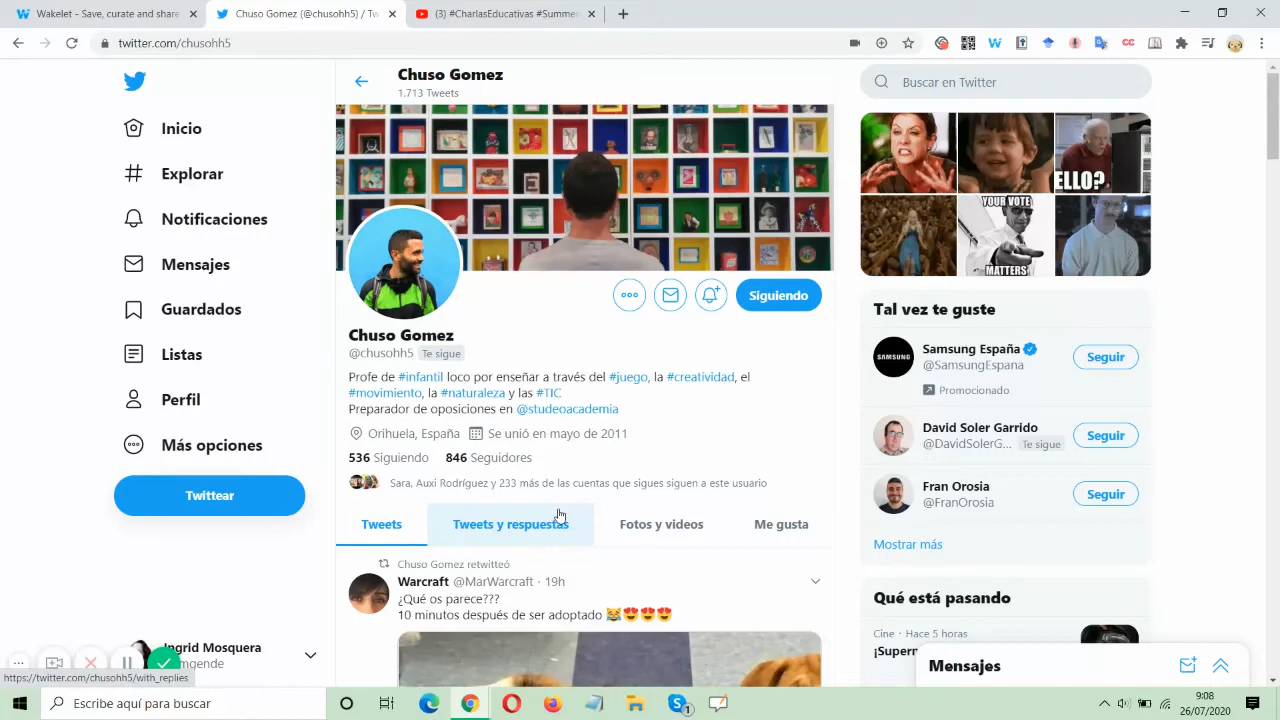 Wakelet - Save, curate and share
Chuso Gomez (@chusohh5) / Tw
(3) #CharlasEducativas #Summe
twitter.com/chusohh5
Inicio
Explorar
Notificaciones
Mensajes
Guardados
Listas
Perfil
Más opciones
Twittear
Ingrid Mosquera
mgende
https://twitter.com/chusohh5/with_replies
Chuso Gomez
1.713 Tweets
Siguiendo
Chuso Gomez
@chusohh5 Te sigue
Profe de #infantil loco por enseñar a través del #juego, la #creatividad, el
#movimiento, la #naturaleza y las #TIC
Preparador de oposiciones en @studeoacademia
Orihuela, España Se unió en mayo de 2011
536 Siguiendo 846 Seguidores
Sara, Auxi Rodríguez y 233 más de las cuentas que sigues siguen a este usuario
Tweets
Tweets y respuestas
Fotos y videos
Me gusta
Chuso Gomez retwitteó
Warcraft @MarWarcraft · 19h
¿Qué os parece???
10 minutos después de ser adoptado 😹😍😍😍
Buscar en Twitter
ELLO?
YOUR VOTE
MATTERS
Tal vez te guste
SAMSUNG
Samsung España
@SamsungEspana
Promocionado
Seguir
David Soler Garrido
@DavidSolerG... Te sigue
Seguir
Fran Orosia
@FranOrosia
Seguir
Mostrar más
Qué está pasando
Cine · Hace 5 horas
¡Supern
Mensajes
Escribe aquí para buscar
1
9:08
26/07/2020